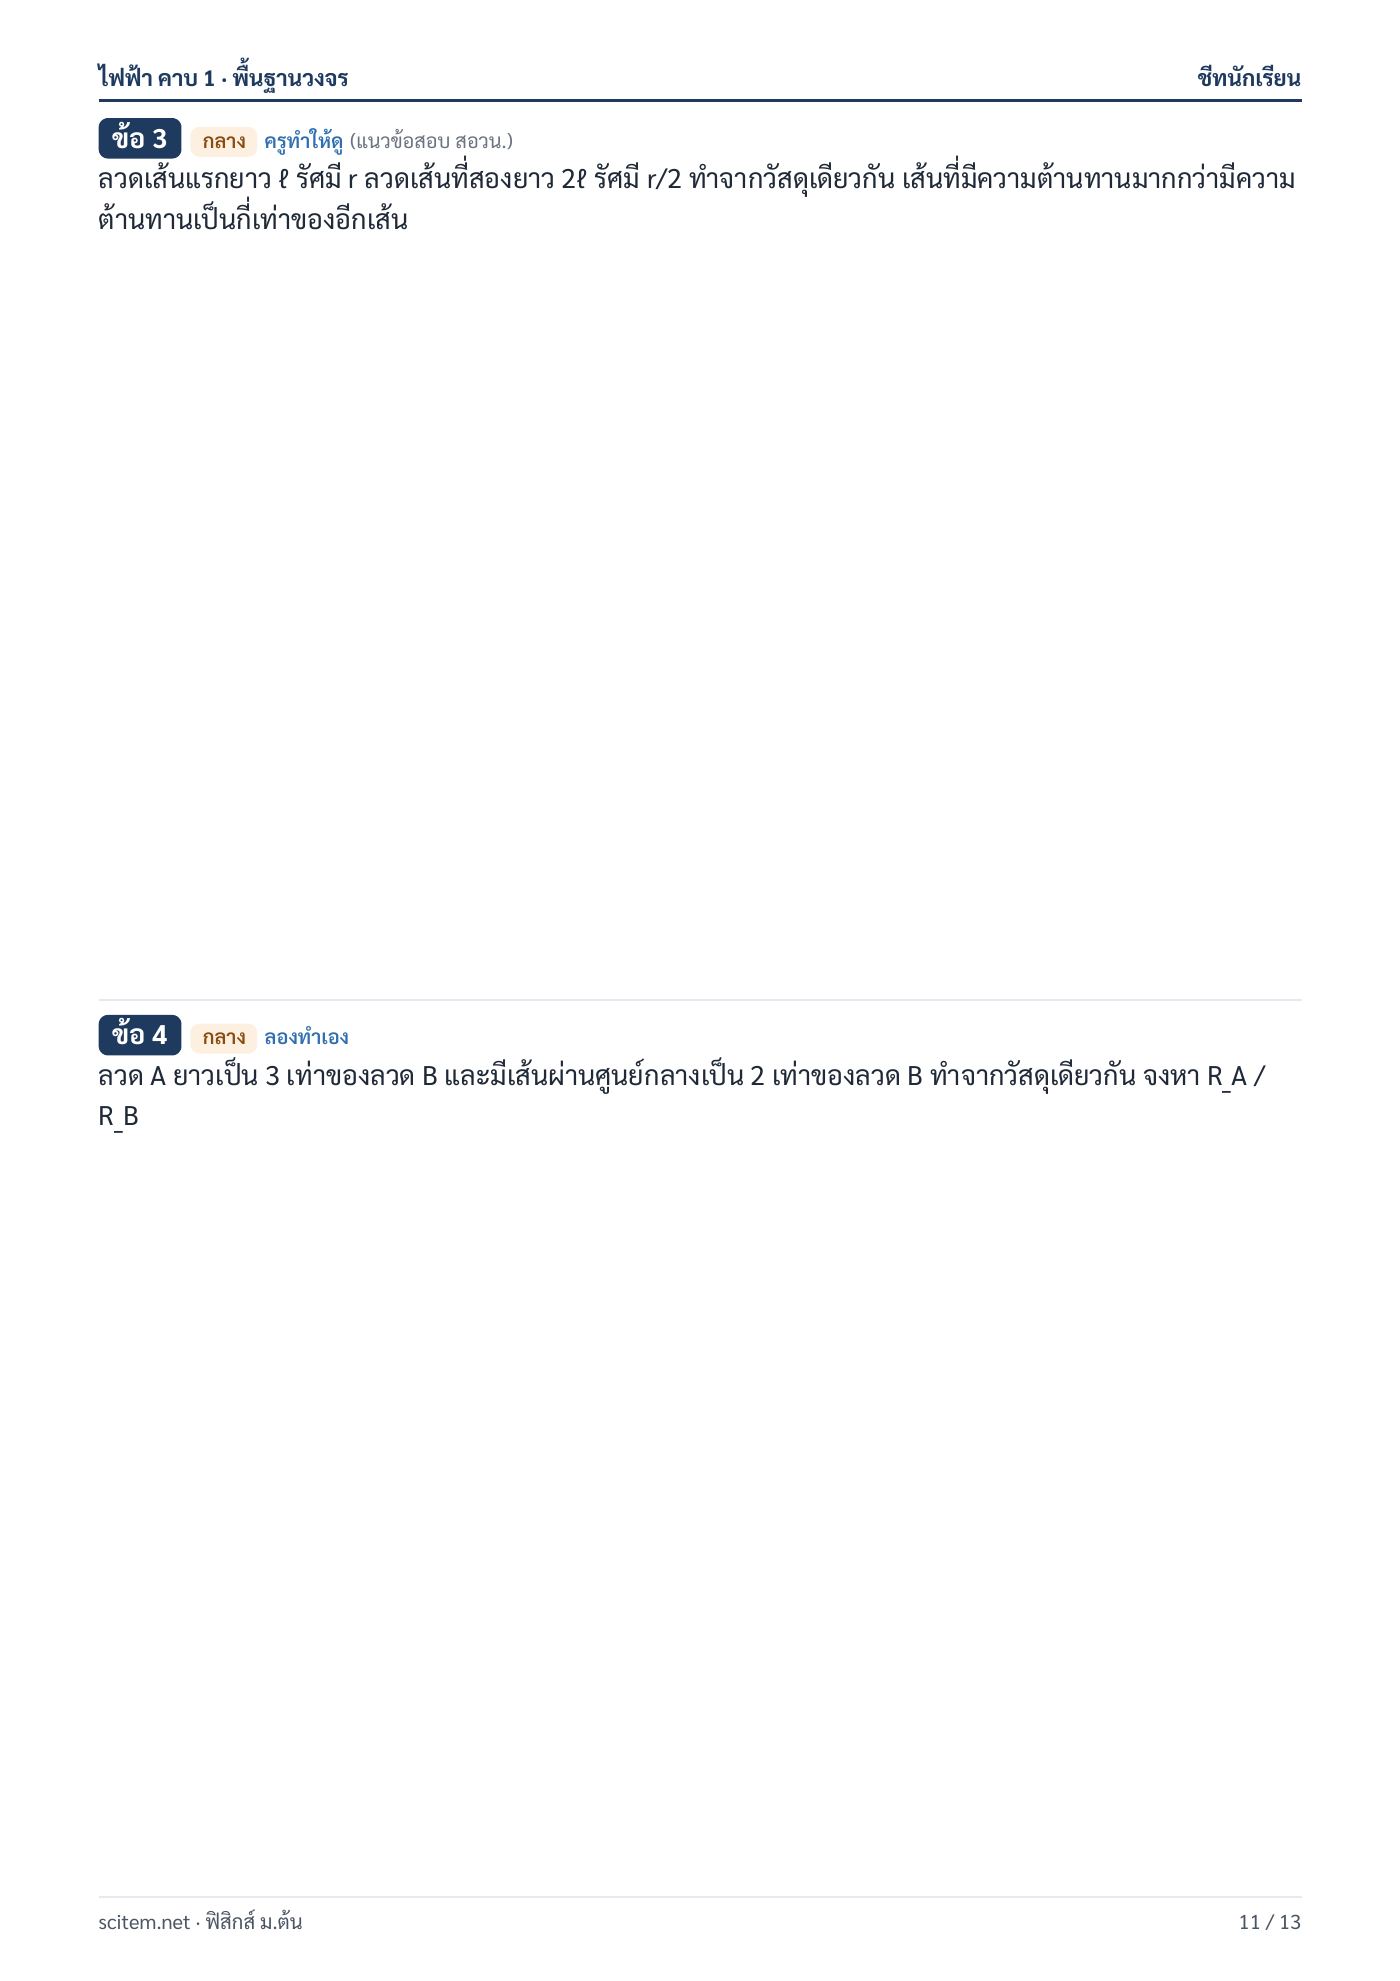 ไฟฟ้า คาบ 1 · พื้นฐานวงจร
ชีทนักเรียน
ข้อ 3 กลาง ครูทำให้ดู (แนวข้อสอบ สอวน.)
ลวดเส้นแรกยาว ℓ รัศมี r ลวดเส้นที่สองยาว 2ℓ รัศมี r/2 ทำจากวัสดุเดียวกัน เส้นที่มีความต้านทานมากกว่ามีความ
ต้านทานเป็นกี่เท่าของอีกเส้น
ข้อ 4 กลาง ลองทำเอง
ลวด A ยาวเป็น 3 เท่าของลวด B และมีเส้นผ่านศูนย์กลางเป็น 2 เท่าของลวด B ทำจากวัสดุเดียวกัน จงหา R_A /
R_B
scitem.net · ฟิสิกส์ ม.ต้น
11 / 13